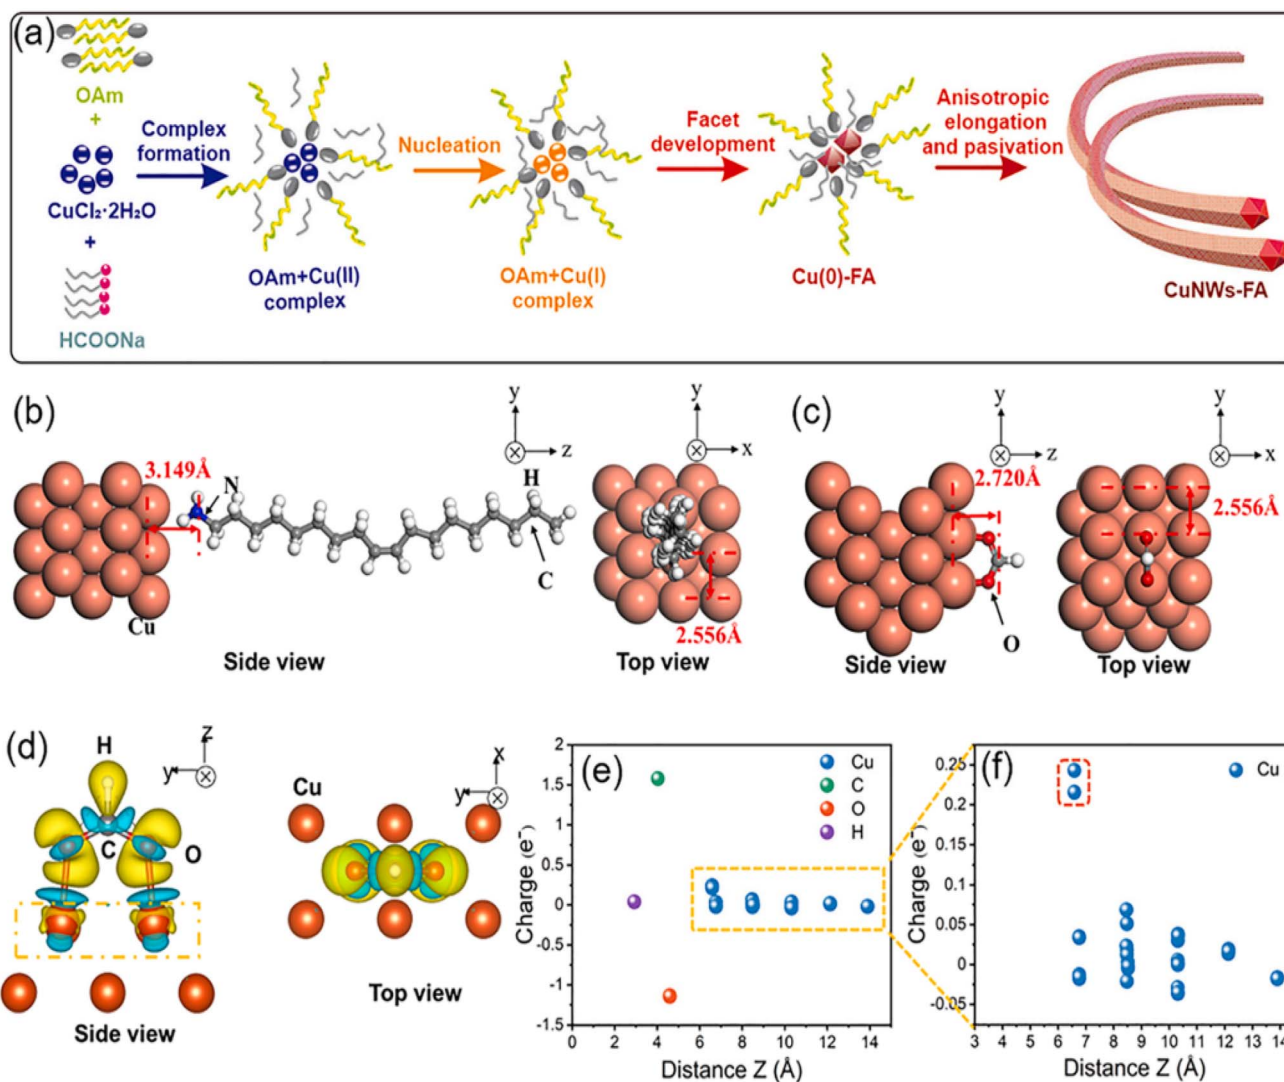 (a)
OAm
+
CuCl₂·2H₂O
+
HCOONa
Complex
formation
OAm+Cu(II)
complex
Nucleation
OAm+Cu(I)
complex
Facet
development
Cu(0)-FA
Anisotropic
elongation
and pasivation
CuNWs-FA
(b)
3.149Å
N
y
z
H
C
Cu
Side view
y
x
2.556Å
Top view
(c)
y
z
2.720Å
O
Side view
y
x
2.556Å
Top view
(d)
H
z
y
C
O
Side view
Cu
x
y
Top view
(e)
Cu
C
O
H
Charge (e⁻)
2
1.5
1
0.5
0
-0.5
-1
-1.5
0 2 4 6 8 10 12 14
Distance Z (Å)
(f)
Cu
Charge (e⁻)
0.25
0.2
0.15
0.1
0.05
0
-0.05
3 4 5 6 7 8 9 10 11 12 13 14
Distance Z (Å)